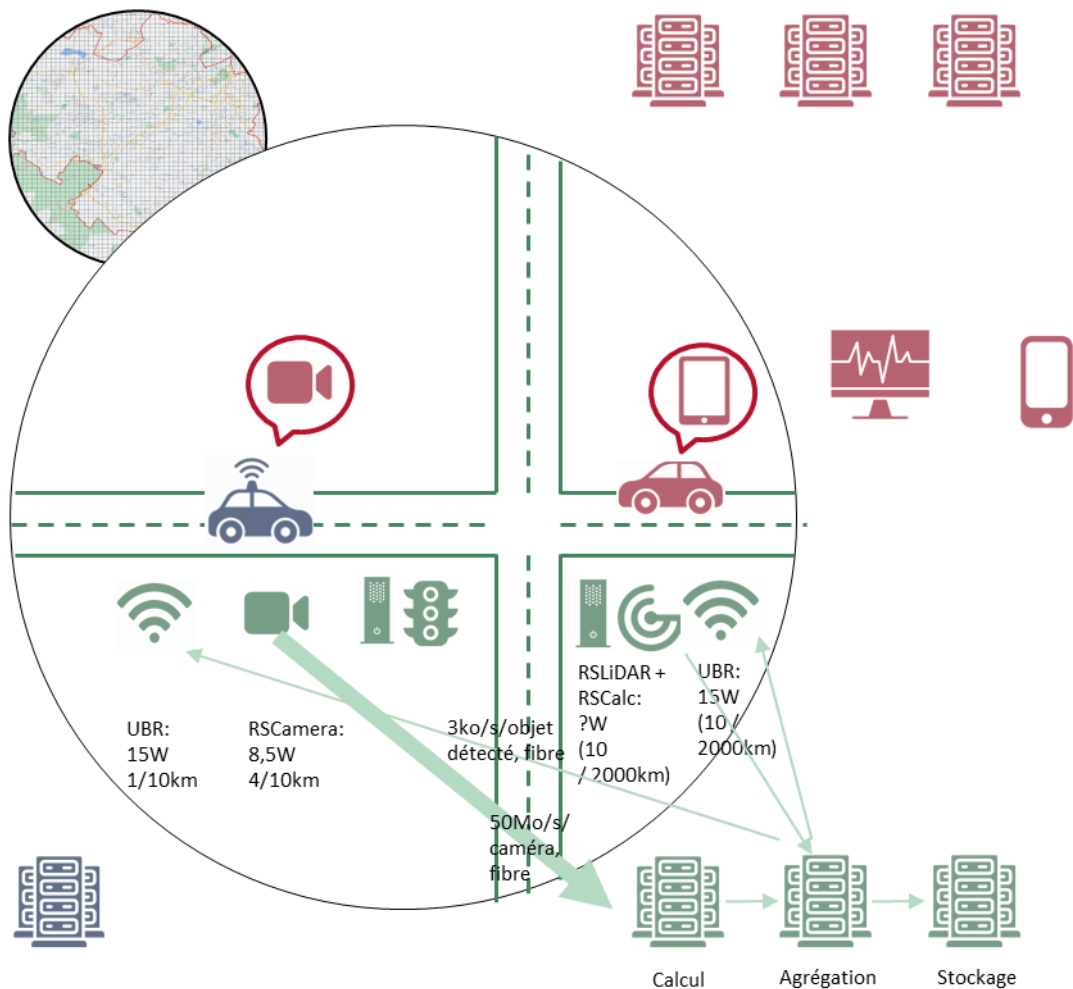 UBR:
15W
1/10km
RSCamera:
8,5W
4/10km
3ko/s/objet
détecté, fibre
50Mo/s/
caméra,
fibre
RSLiDAR +
RSCalc:
?W
(10
/ 2000km)
UBR:
15W
(10 /
2000km)
Calcul
Agrégation
Stockage